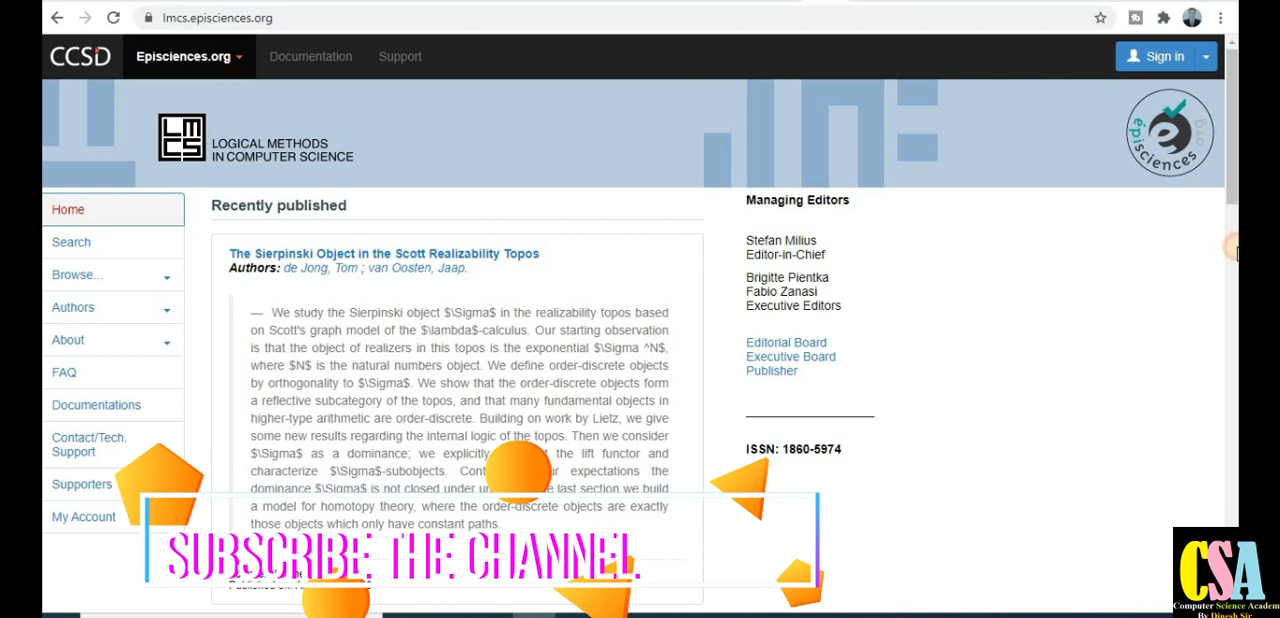 lmcs.episciences.org
CCSD Episciences.org Documentation Support Sign in
LMCS LOGICAL METHODS
IN COMPUTER SCIENCE
episciences.org
Home
Search
Browse...
Authors
About
FAQ
Documentations
Contact/Tech.
Support
Supporters
My Account
Recently published
The Sierpinski Object in the Scott Realizability Topos
Authors: de Jong, Tom ; van Oosten, Jaap.
— We study the Sierpinski object $\Sigma$ in the realizability topos based
on Scott's graph model of the $\lambda$-calculus. Our starting observation
is that the object of realizers in this topos is the exponential $\Sigma ^N$,
where $N$ is the natural numbers object. We define order-discrete objects
by orthogonality to $\Sigma$. We show that the order-discrete objects form
a reflective subcategory of the topos, and that many fundamental objects in
higher-type arithmetic are order-discrete. Building on work by Lietz, we give
some new results regarding the internal logic of the topos. Then we consider
$\Sigma$ as a dominance; we explicitly the lift functor and
characterize $\Sigma$-subobjects. expectations the
dominance $\Sigma$ is not closed under last section we build
a model for homotopy theory, where the order-discrete objects are exactly
those objects which only have constant paths.
Managing Editors
Stefan Milius
Editor-in-Chief
Brigitte Pientka
Fabio Zanasi
Executive Editors
Editorial Board
Executive Board
Publisher
ISSN: 1860-5974
SUBSCRIBE THE CHANNEL
CSA
Computer Science Academ
By Dinesh Sir